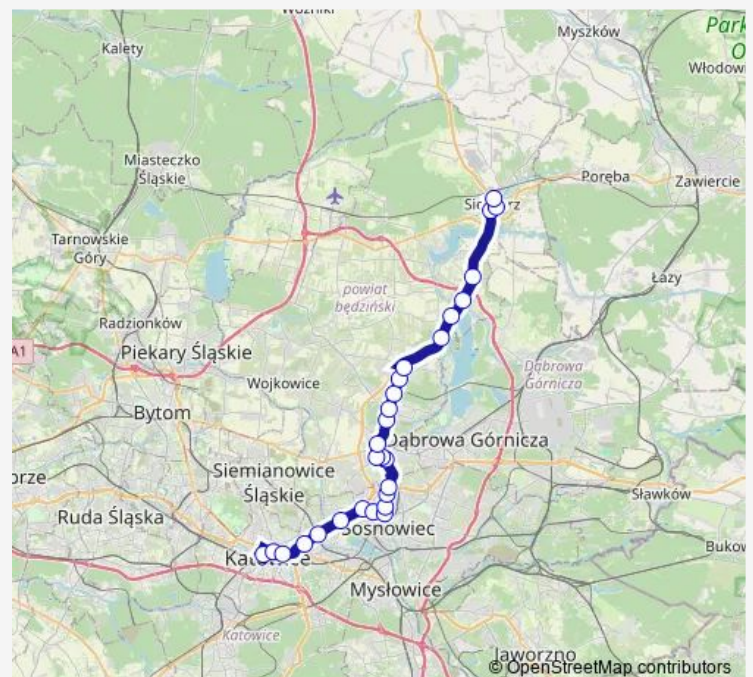 Woźniki
Park
O
Kalety
Myszków
Włodow
Miasteczko
Śląskie
Poręba
Zawiercie
Tarnowskie
Góry
powiat
będziński
Łazy
Radzionków
A1
Piekary Śląskie
Wojkowice
Dąbrowa
Górnicza
Bytom
Dąbrowa Górnicza
orze
Siemianowice
Śląskie
Sławków
Ruda Śląska
Sosnowiec
Bukow
Katowice
Mysłowice
Katowice
Jaworzno
© OpenStreetMap contributors